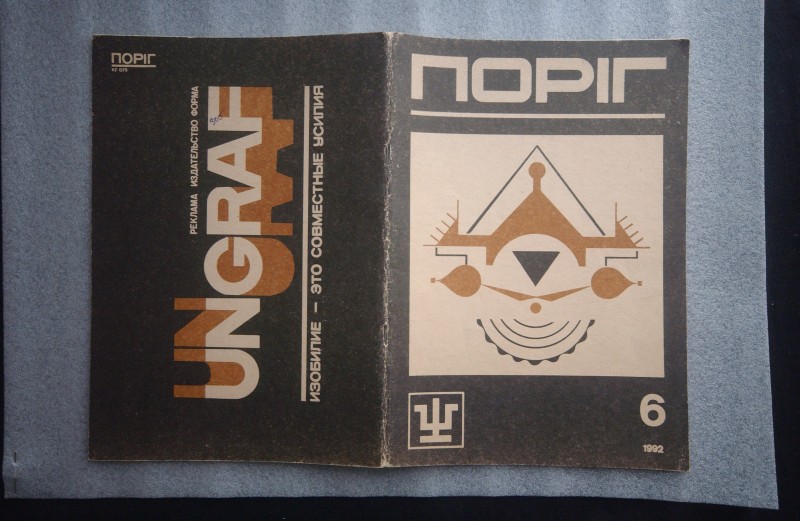 ПОРІГ
РЕКЛАМА ИЗДАТЕЛЬСТВО ФОРМА
UNGRAF
ИЗОБИЛИЕ – ЭТО СОВМЕСТНЫЕ УСИЛИЯ
ПОРІГ
6
1992